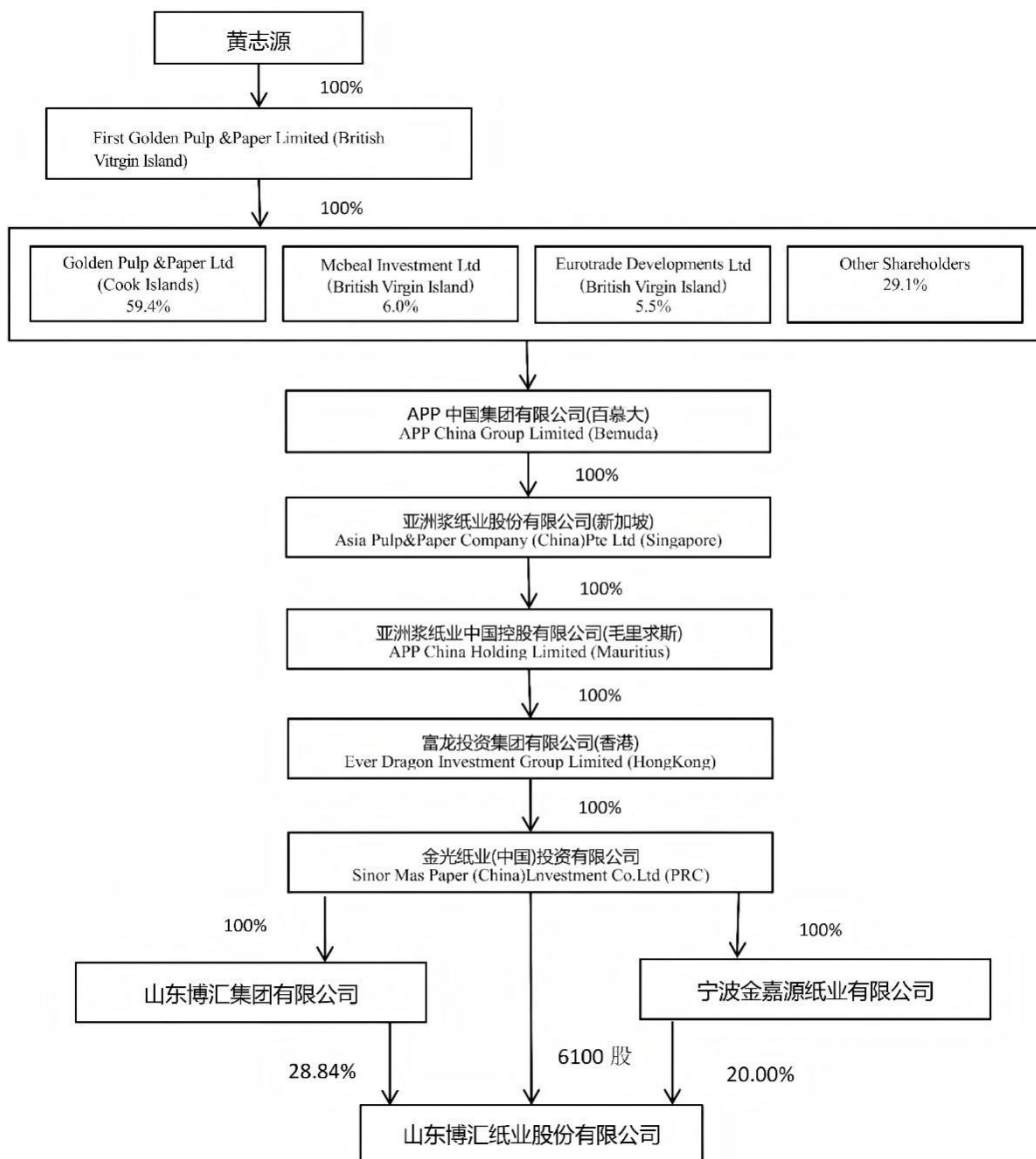 黄志源
100%
First Golden Pulp &Paper Limited (British
Vitrgin Island)
100%
Golden Pulp &Paper Ltd
(Cook Islands)
59.4%
Mcbeal Investment Ltd
(British Virgin Island)
6.0%
Eurotrade Developments Ltd
(British Virgin Island)
5.5%
Other Shareholders
29.1%
APP 中国集团有限公司(百慕大)
APP China Group Limited (Bemuda)
100%
亚洲浆纸业股份有限公司(新加坡)
Asia Pulp&Paper Company (China)Pte Ltd (Singapore)
100%
亚洲浆纸业中国控股有限公司(毛里求斯)
APP China Holding Limited (Mauritius)
100%
富龙投资集团有限公司(香港)
Ever Dragon Investment Group Limited (HongKong)
100%
金光纸业(中国)投资有限公司
Sinor Mas Paper (China)Lnvestment Co.Ltd (PRC)
100%
100%
山东博汇集团有限公司
宁波金嘉源纸业有限公司
28.84%
6100 股
20.00%
山东博汇纸业股份有限公司